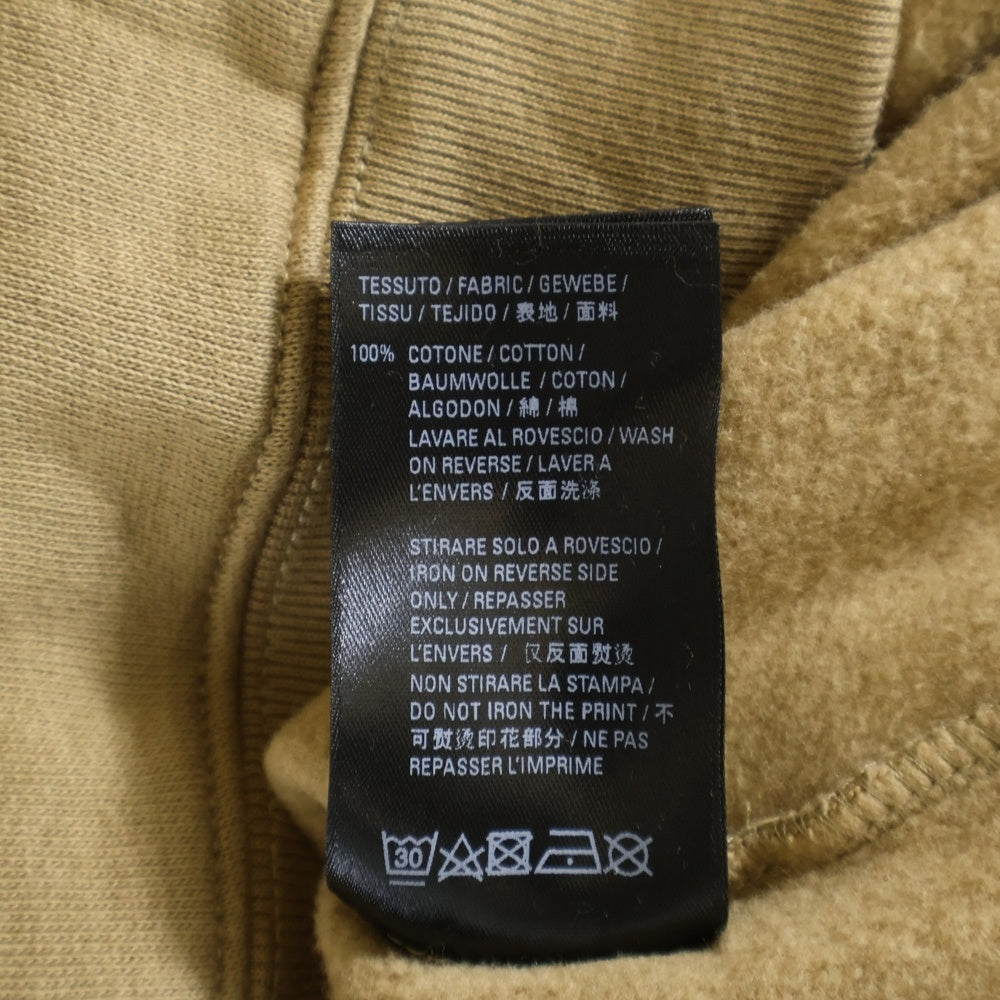 TESSUTO / FABRIC / GEWEBE /
TISSU / TEJIDO / 表地 / 面料
100% COTONE / COTTON /
BAUMWOLLE / COTON /
ALGODON / 綿 / 棉
LAVARE AL ROVESCIO / WASH
ON REVERSE / LAVER A
L'ENVERS / 反面洗涤
STIRARE SOLO A ROVESCIO /
IRON ON REVERSE SIDE
ONLY / REPASSER
EXCLUSIVEMENT SUR
L'ENVERS / 仅反面熨烫
NON STIRARE LA STAMPA /
DO NOT IRON THE PRINT / 不
可熨烫印花部分 / NE PAS
REPASSER L'IMPRIME
30